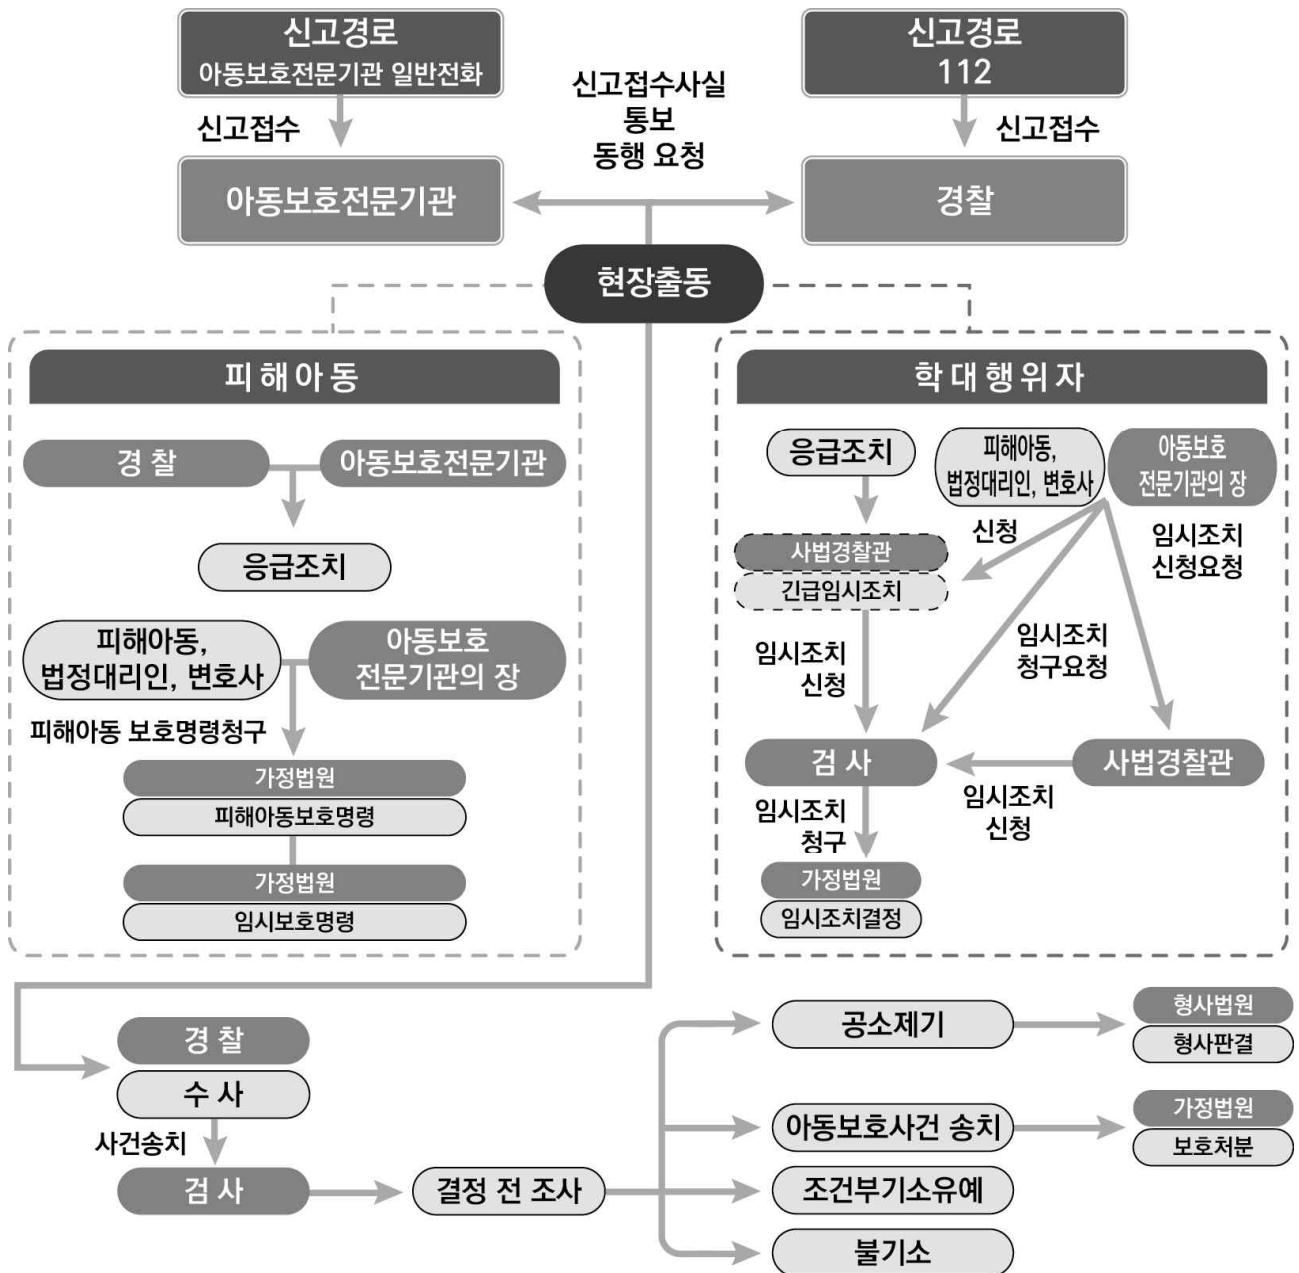 신고경로
아동보호전문기관 일반전화
신고경로
112
신고접수사실
통보
동행 요청
신고접수
신고접수
아동보호전문기관
경찰
현장출동
피해아동
경 찰
아동보호전문기관
응급조치
피해아동,
법정대리인, 변호사
아동보호
전문기관의 장
피해아동 보호명령청구
가정법원
피해아동보호명령
가정법원
임시보호명령
학대행위자
응급조치
피해아동,
법정대리인, 변호사
아동보호
전문기관의 장
신청
임시조치
신청요청
사법경찰관
긴급임시조치
임시조치
신청
임시조치
청구요청
검 사
사법경찰관
임시조치
청구
임시조치
신청
가정법원
임시조치결정
경 찰
수 사
사건송치
검 사
결정 전 조사
공소제기
형사법원
형사판결
아동보호사건 송치
가정법원
보호처분
조건부기소유예
불기소